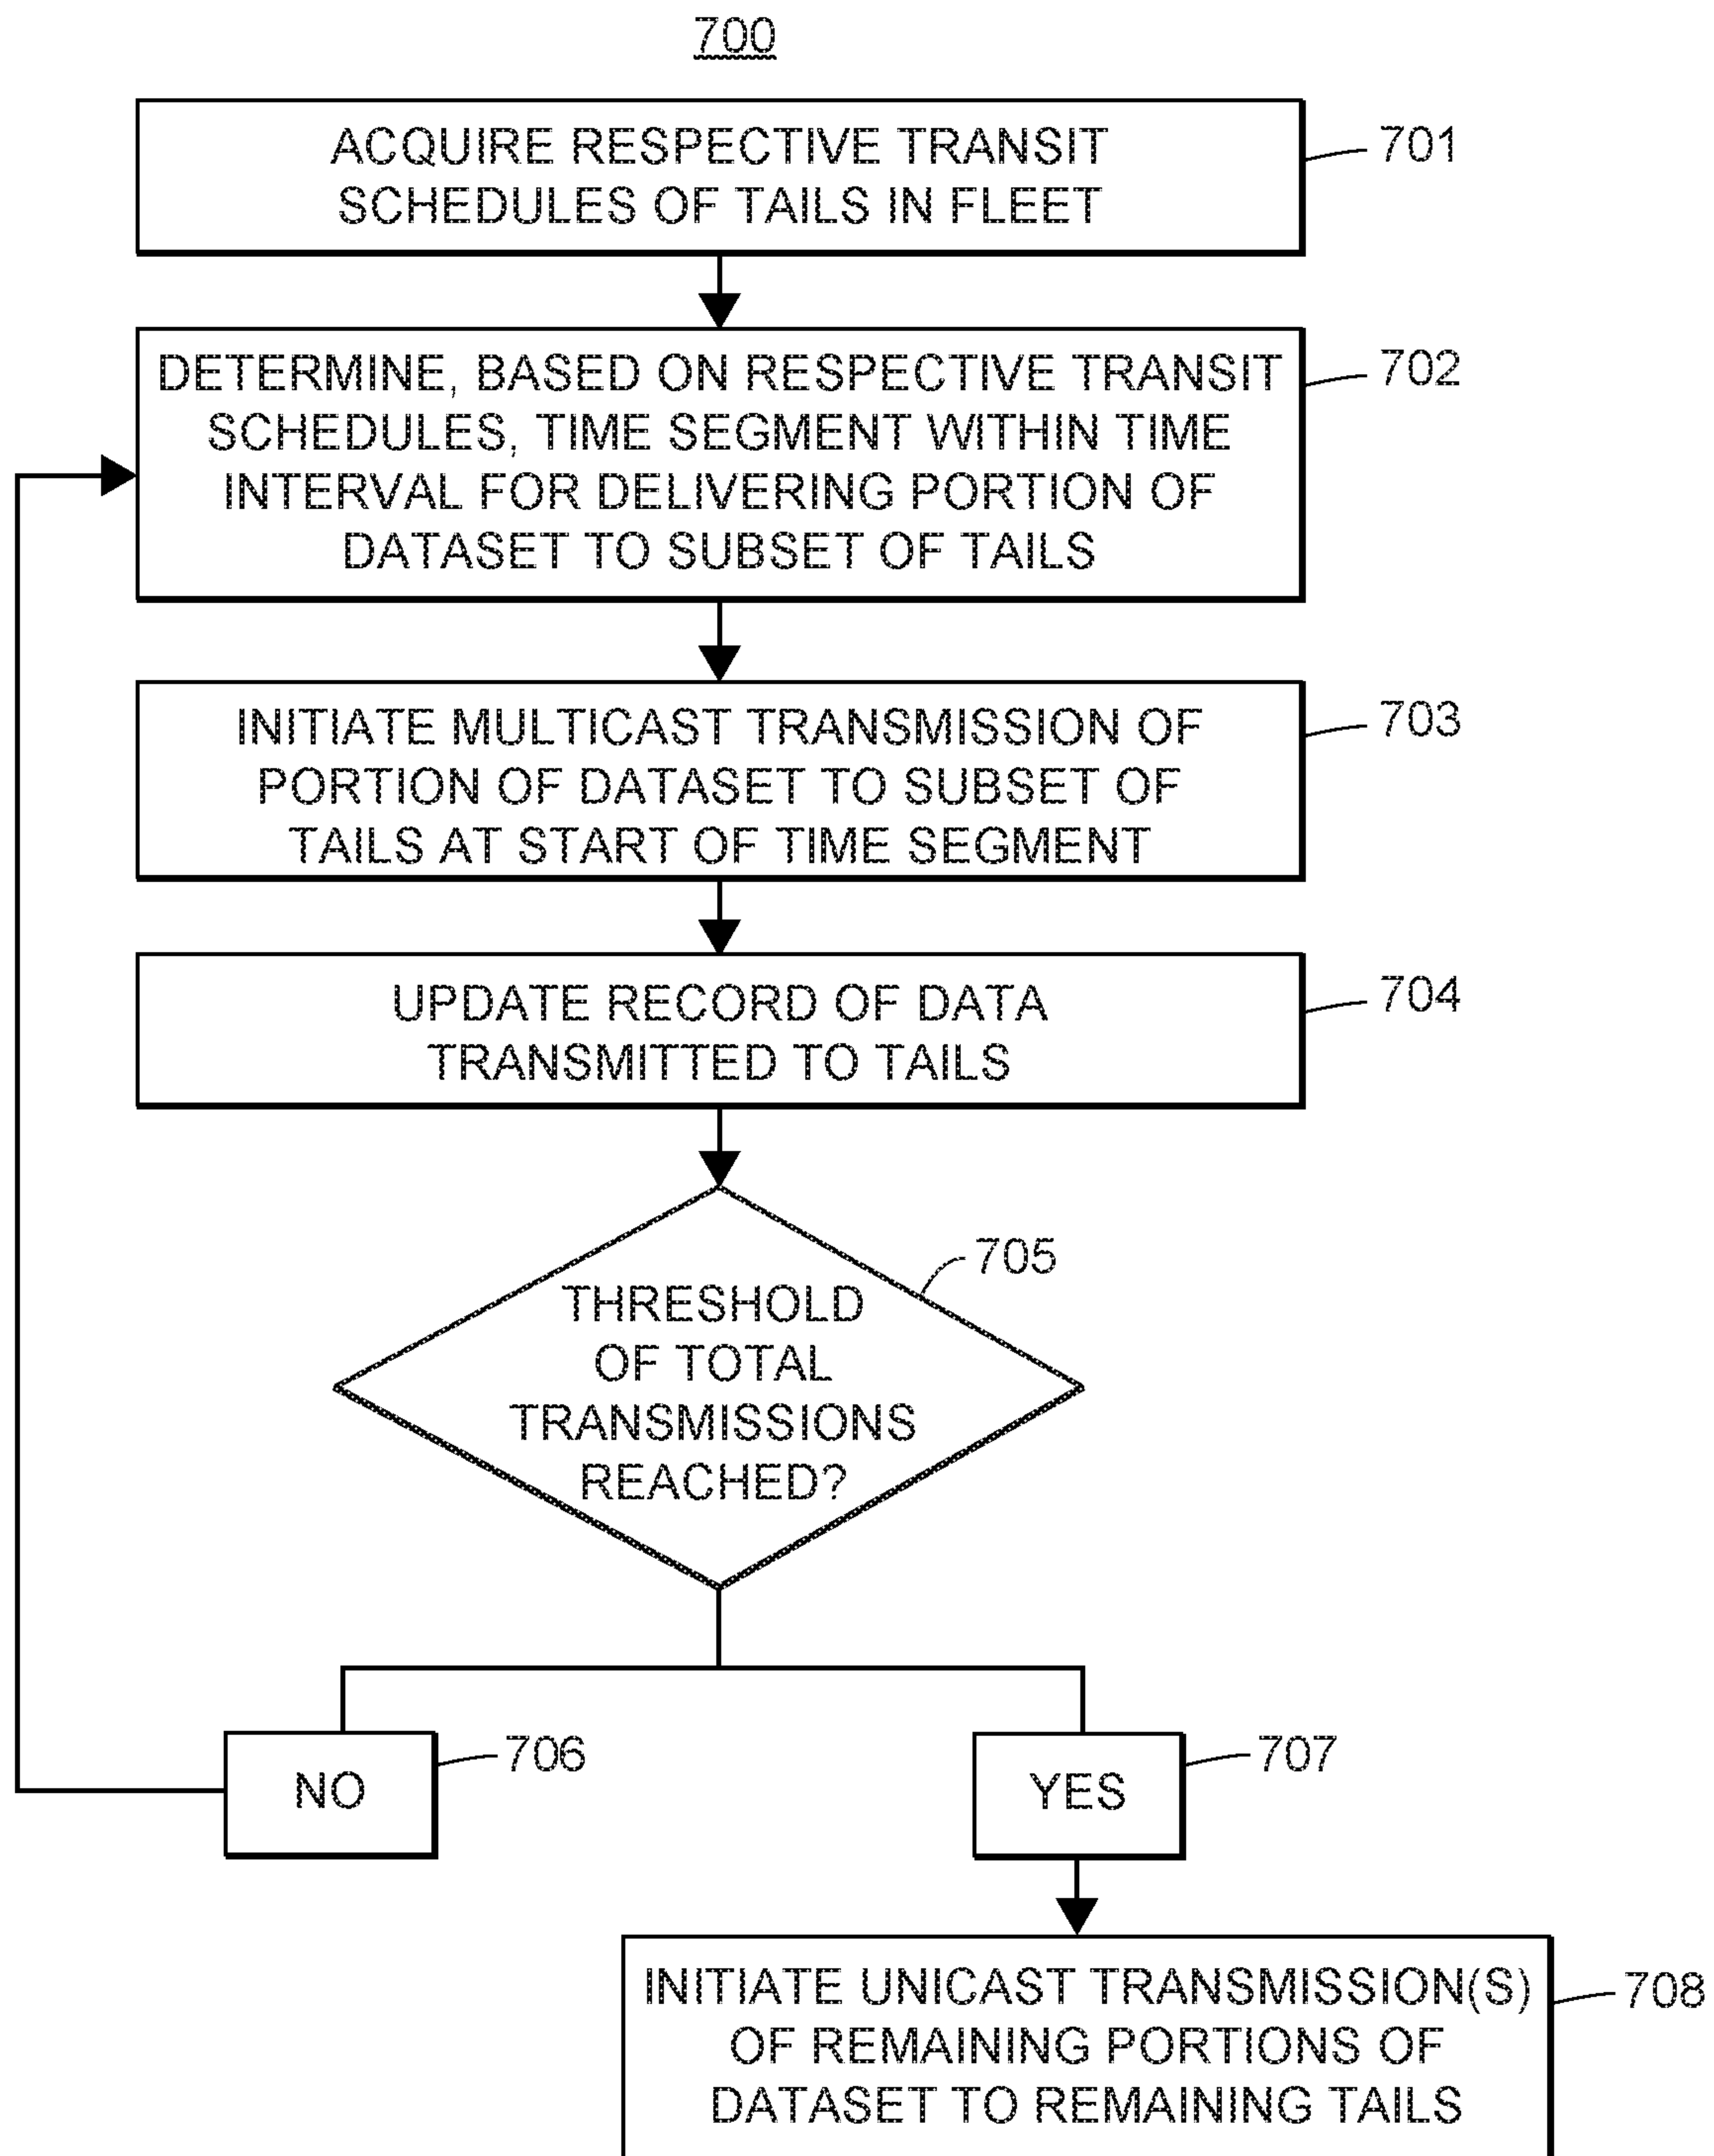 700
ACQUIRE RESPECTIVE TRANSIT
SCHEDULES OF TAILS IN FLEET
701
DETERMINE, BASED ON RESPECTIVE TRANSIT
SCHEDULES, TIME SEGMENT WITHIN TIME
INTERVAL FOR DELIVERING PORTION OF
DATASET TO SUBSET OF TAILS
702
INITIATE MULTICAST TRANSMISSION OF
PORTION OF DATASET TO SUBSET OF
TAILS AT START OF TIME SEGMENT
703
UPDATE RECORD OF DATA
TRANSMITTED TO TAILS
704
THRESHOLD
OF TOTAL
TRANSMISSIONS
REACHED?
705
NO
706
YES
707
INITIATE UNICAST TRANSMISSION(S)
OF REMAINING PORTIONS OF
DATASET TO REMAINING TAILS
708